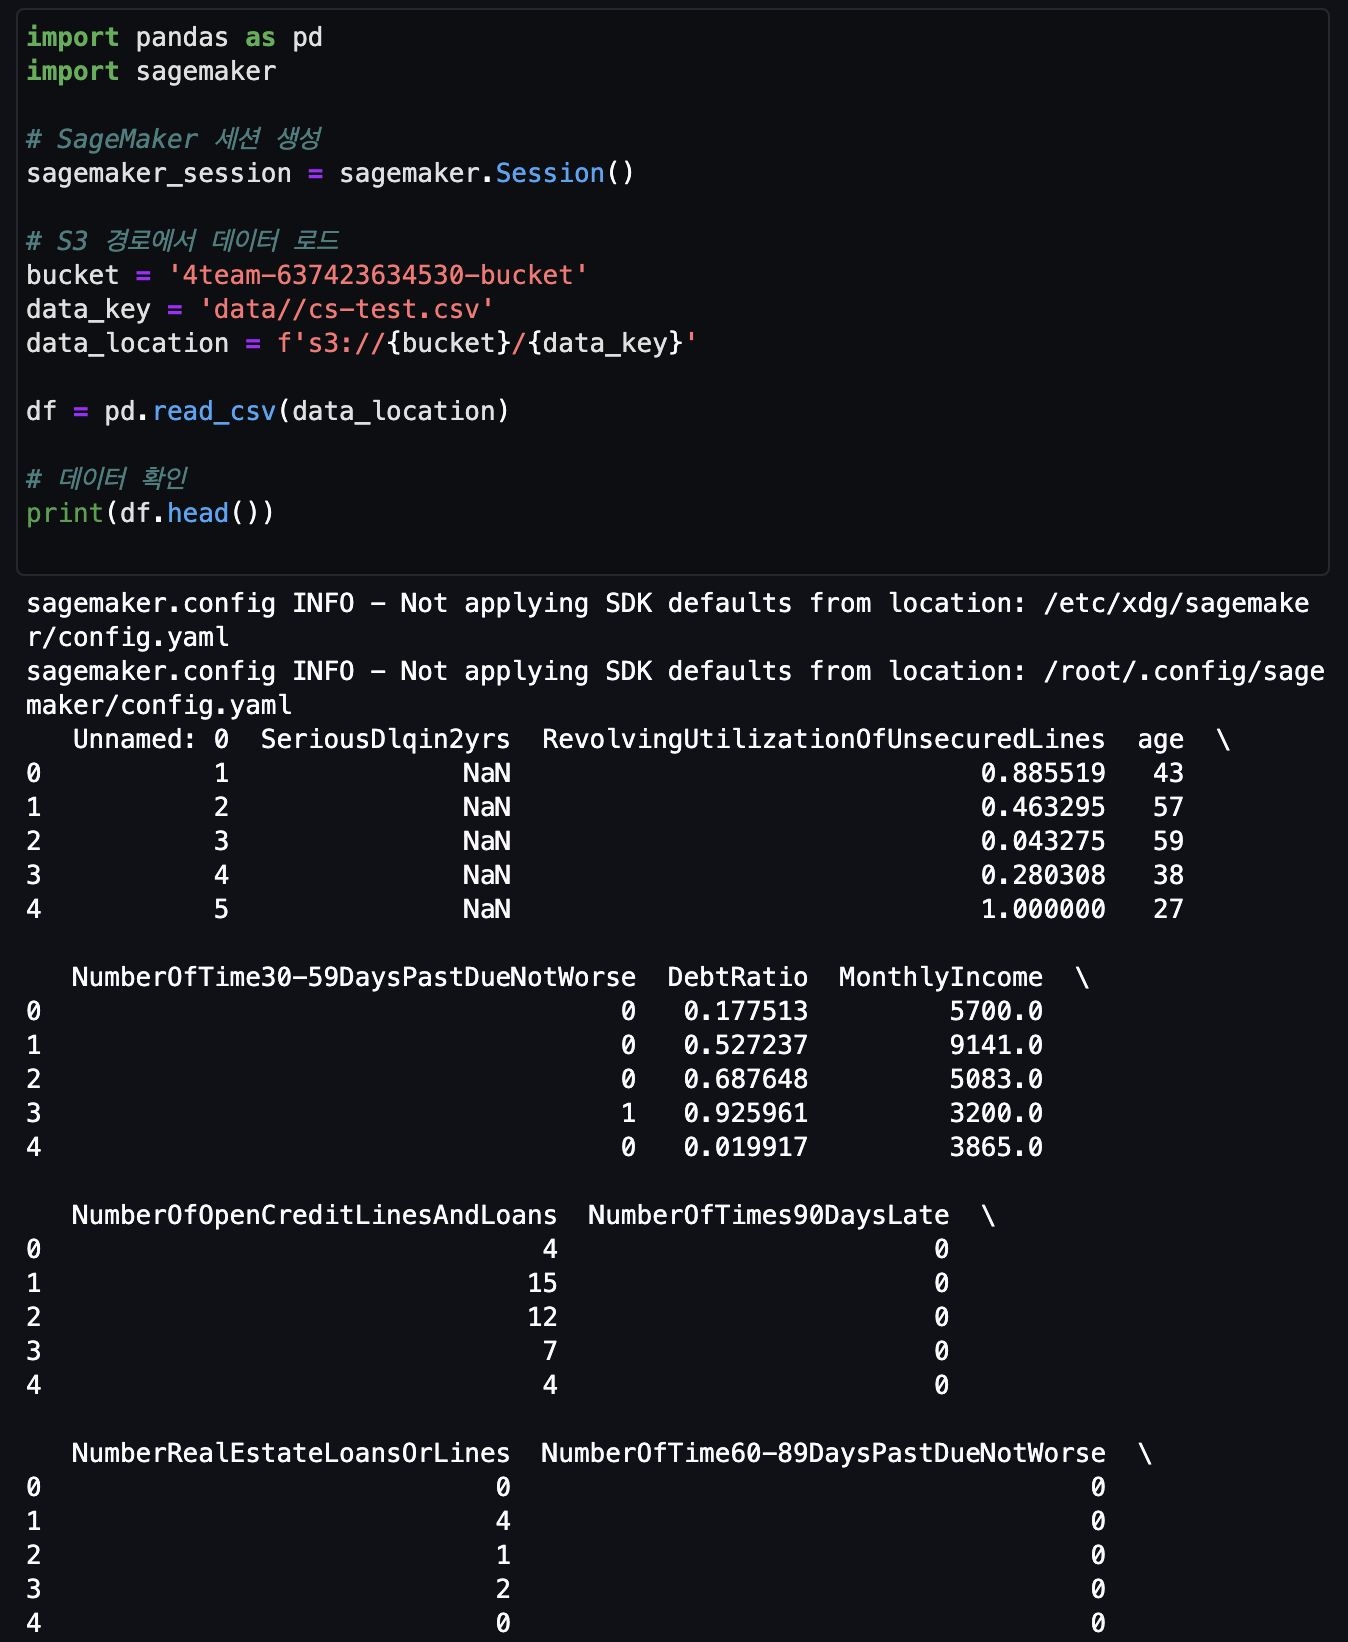 import pandas as pd
import sagemaker
# SageMaker 세션 생성
sagemaker_session = sagemaker.Session()
# S3 경로에서 데이터 로드
bucket = '4team-637423634530-bucket'
data_key = 'data//cs-test.csv'
data_location = f's3://{bucket}/{data_key}'
df = pd.read_csv(data_location)
# 데이터 확인
print(df.head())
sagemaker.config INFO - Not applying SDK defaults from location: /etc/xdg/sagemake
r/config.yaml
sagemaker.config INFO - Not applying SDK defaults from location: /root/.config/sage
maker/config.yaml
   Unnamed: 0  SeriousDlqin2yrs  RevolvingUtilizationOfUnsecuredLines  age  \
0           1               NaN                              0.885519   43
1           2               NaN                              0.463295   57
2           3               NaN                              0.043275   59
3           4               NaN                              0.280308   38
4           5               NaN                              1.000000   27
   NumberOfTime30-59DaysPastDueNotWorse  DebtRatio  MonthlyIncome  \
0                                     0   0.177513         5700.0
1                                     0   0.527237         9141.0
2                                     0   0.687648         5083.0
3                                     1   0.925961         3200.0
4                                     0   0.019917         3865.0
   NumberOfOpenCreditLinesAndLoans  NumberOfTimes90DaysLate  \
0                                4                        0
1                               15                        0
2                               12                        0
3                                7                        0
4                                4                        0
   NumberRealEstateLoansOrLines  NumberOfTime60-89DaysPastDueNotWorse  \
0                             0                                     0
1                             4                                     0
2                             1                                     0
3                             2                                     0
4                             0                                     0